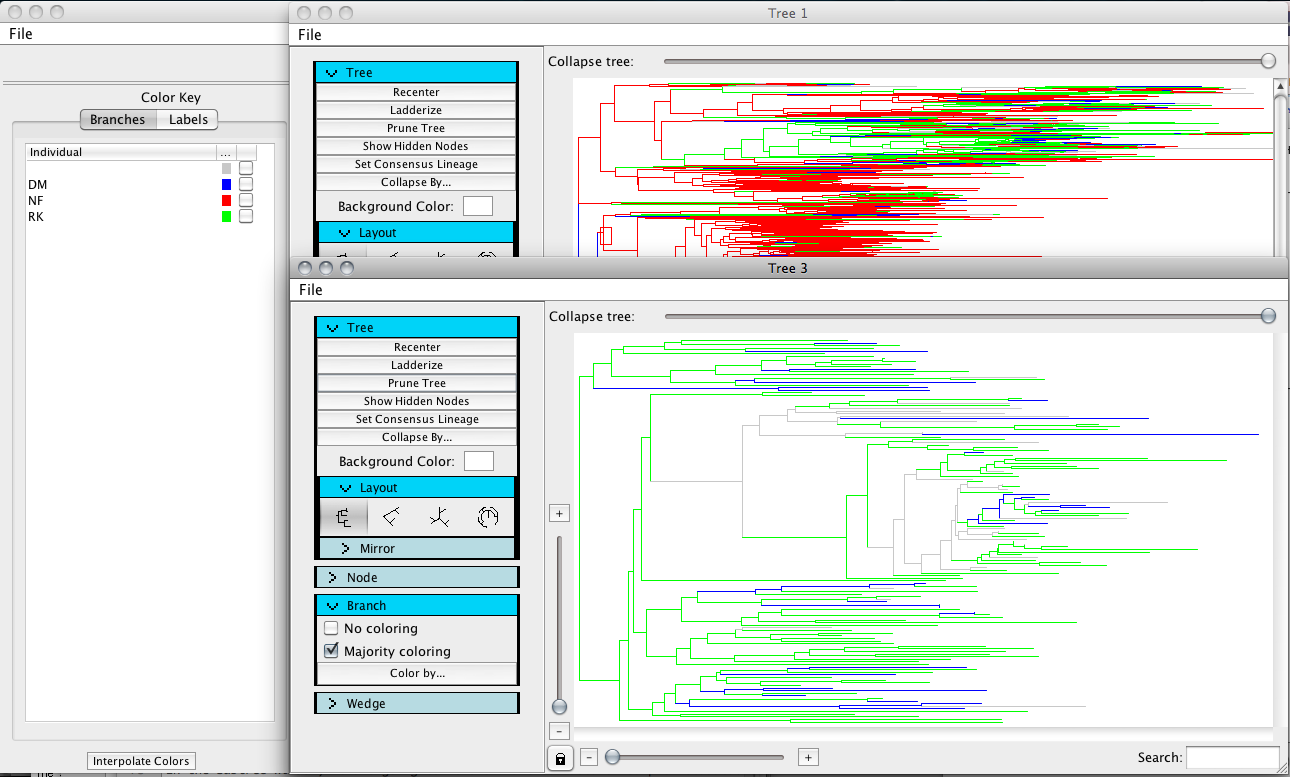 File
Color Key
Branches Labels
Individual ...
DM
NF
RK
Interpolate Colors
Tree 1
File
Tree
Recenter
Ladderize
Prune Tree
Show Hidden Nodes
Set Consensus Lineage
Collapse By...
Background Color:
Layout
Collapse tree:
Tree 3
File
Tree
Recenter
Ladderize
Prune Tree
Show Hidden Nodes
Set Consensus Lineage
Collapse By...
Background Color:
Layout
Mirror
Node
Branch
No coloring
Majority coloring
Color by...
Wedge
Collapse tree:
+
-
- +
Search: